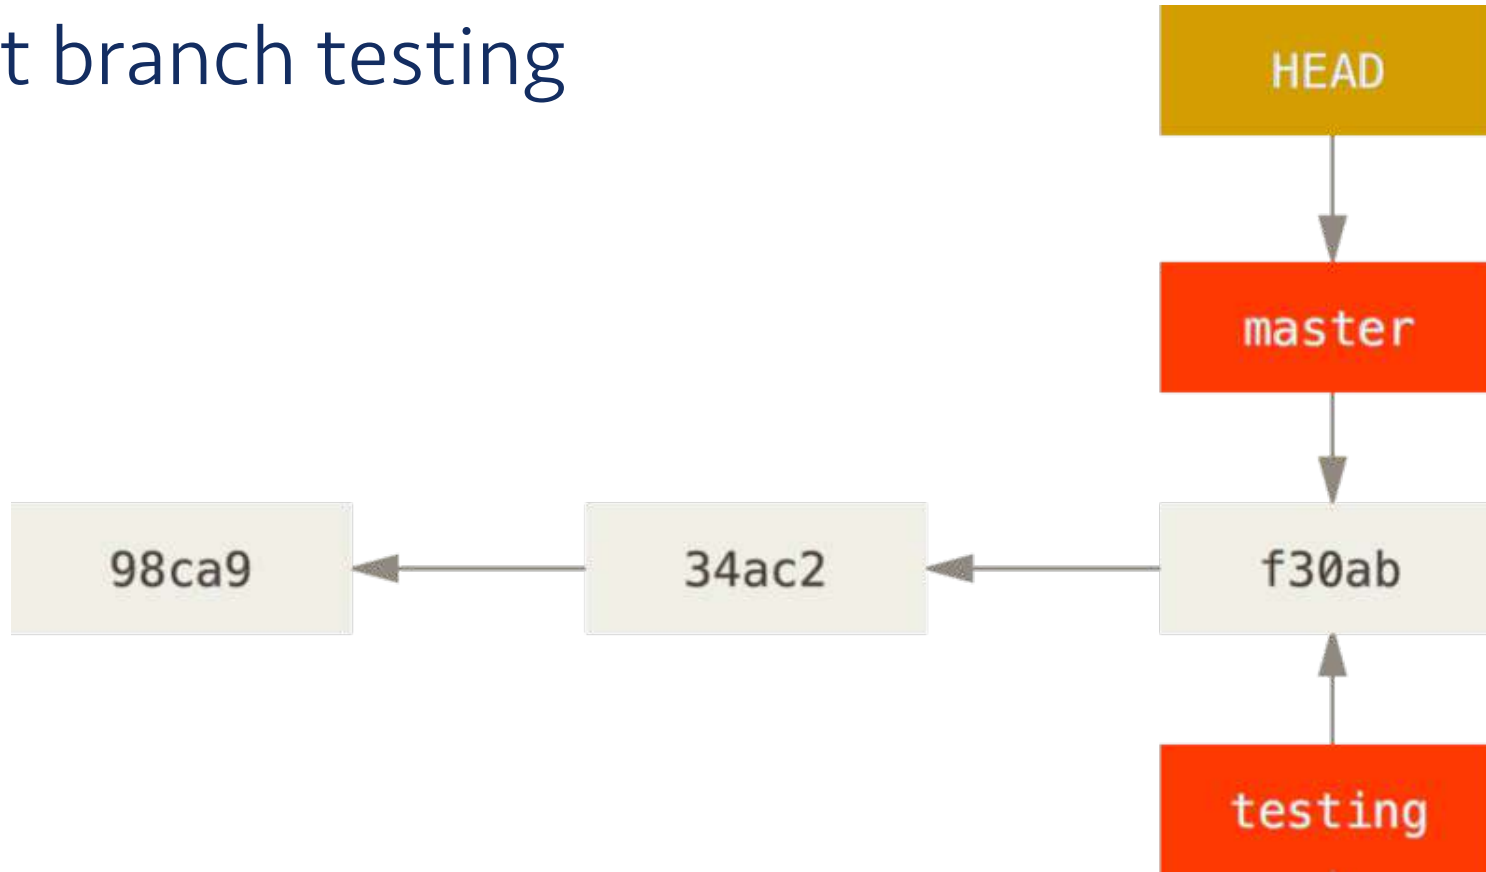 t branch testing
HEAD
master
98ca9
34ac2
f30ab
testing